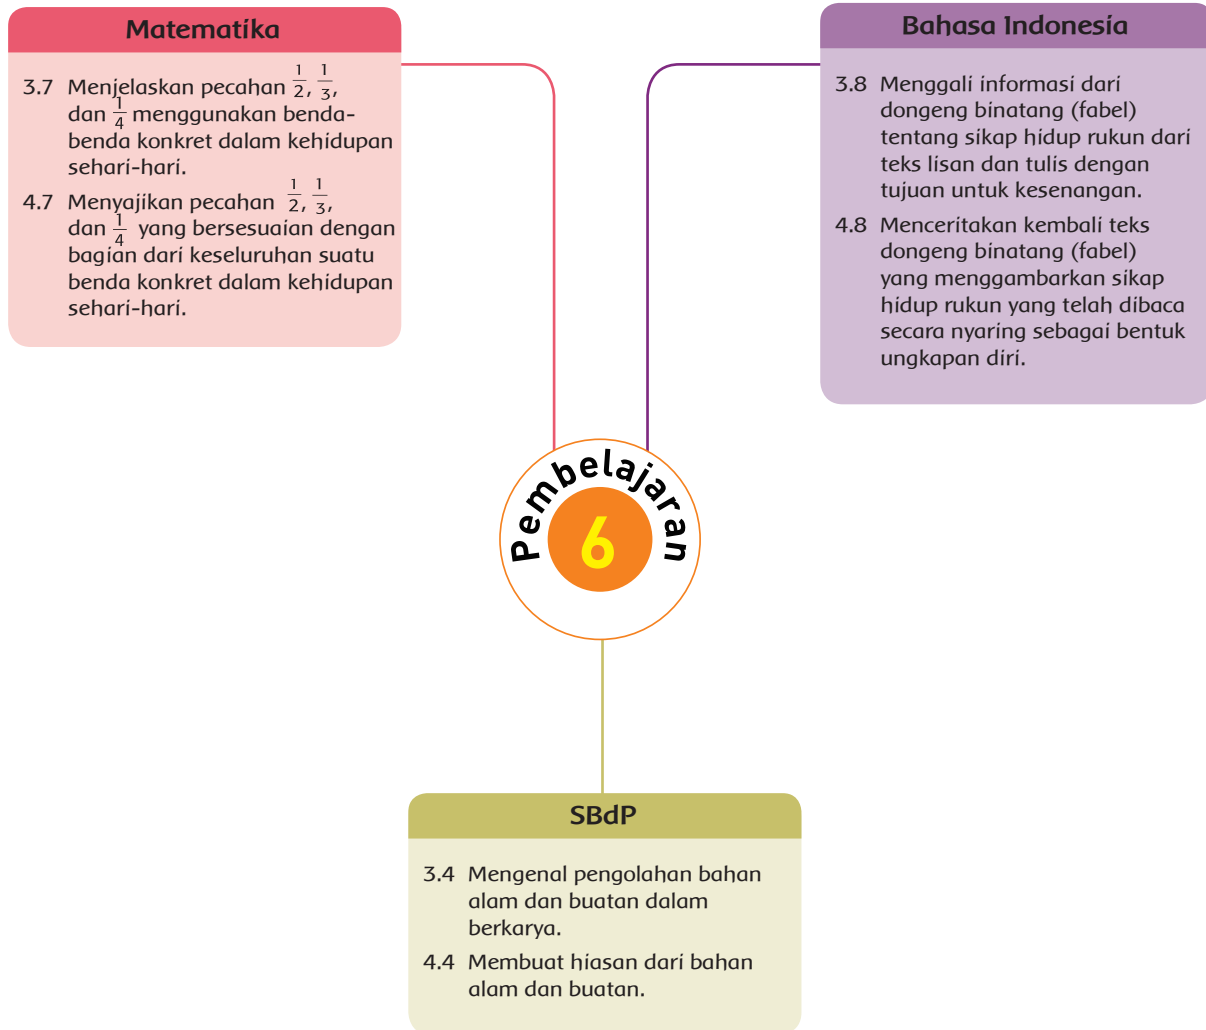 Matematika
3.7 Menjelaskan pecahan 1/2, 1/3,
dan 1/4 menggunakan benda-
benda konkret dalam kehidupan
sehari-hari.
4.7 Menyajikan pecahan 1/2, 1/3,
dan 1/4 yang bersesuaian dengan
bagian dari keseluruhan suatu
benda konkret dalam kehidupan
sehari-hari.
Bahasa Indonesia
3.8 Menggali informasi dari
dongeng binatang (fabel)
tentang sikap hidup rukun dari
teks lisan dan tulis dengan
tujuan untuk kesenangan.
4.8 Menceritakan kembali teks
dongeng binatang (fabel)
yang menggambarkan sikap
hidup rukun yang telah dibaca
secara nyaring sebagai bentuk
ungkapan diri.
Pembelajaran
6
SBdP
3.4 Mengenal pengolahan bahan
alam dan buatan dalam
berkarya.
4.4 Membuat hiasan dari bahan
alam dan buatan.